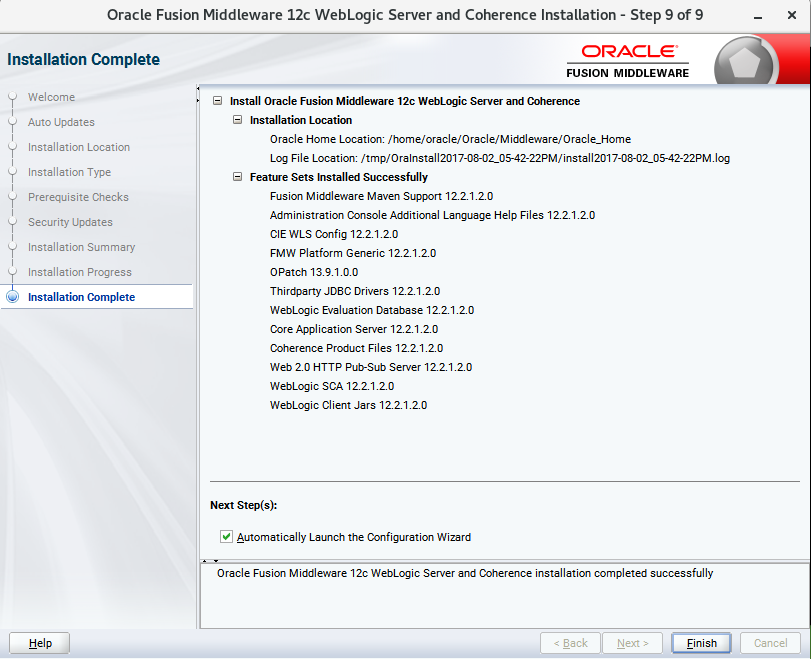 Oracle Fusion Middleware 12c WebLogic Server and Coherence Installation - Step 9 of 9
Installation Complete
ORACLE
FUSION MIDDLEWARE
Welcome
Auto Updates
Installation Location
Installation Type
Prerequisite Checks
Security Updates
Installation Summary
Installation Progress
Installation Complete
Install Oracle Fusion Middleware 12c WebLogic Server and Coherence
Installation Location
Oracle Home Location: /home/oracle/Oracle/Middleware/Oracle_Home
Log File Location: /tmp/OraInstall2017-08-02_05-42-22PM/install2017-08-02_05-42-22PM.log
Feature Sets Installed Successfully
Fusion Middleware Maven Support 12.2.1.2.0
Administration Console Additional Language Help Files 12.2.1.2.0
CIE WLS Config 12.2.1.2.0
FMW Platform Generic 12.2.1.2.0
OPatch 13.9.1.0.0
Thirdparty JDBC Drivers 12.2.1.2.0
WebLogic Evaluation Database 12.2.1.2.0
Core Application Server 12.2.1.2.0
Coherence Product Files 12.2.1.2.0
Web 2.0 HTTP Pub-Sub Server 12.2.1.2.0
WebLogic SCA 12.2.1.2.0
WebLogic Client Jars 12.2.1.2.0
Next Step(s):
Automatically Launch the Configuration Wizard
Oracle Fusion Middleware 12c WebLogic Server and Coherence installation completed successfully
Help
< Back
Next >
Finish
Cancel